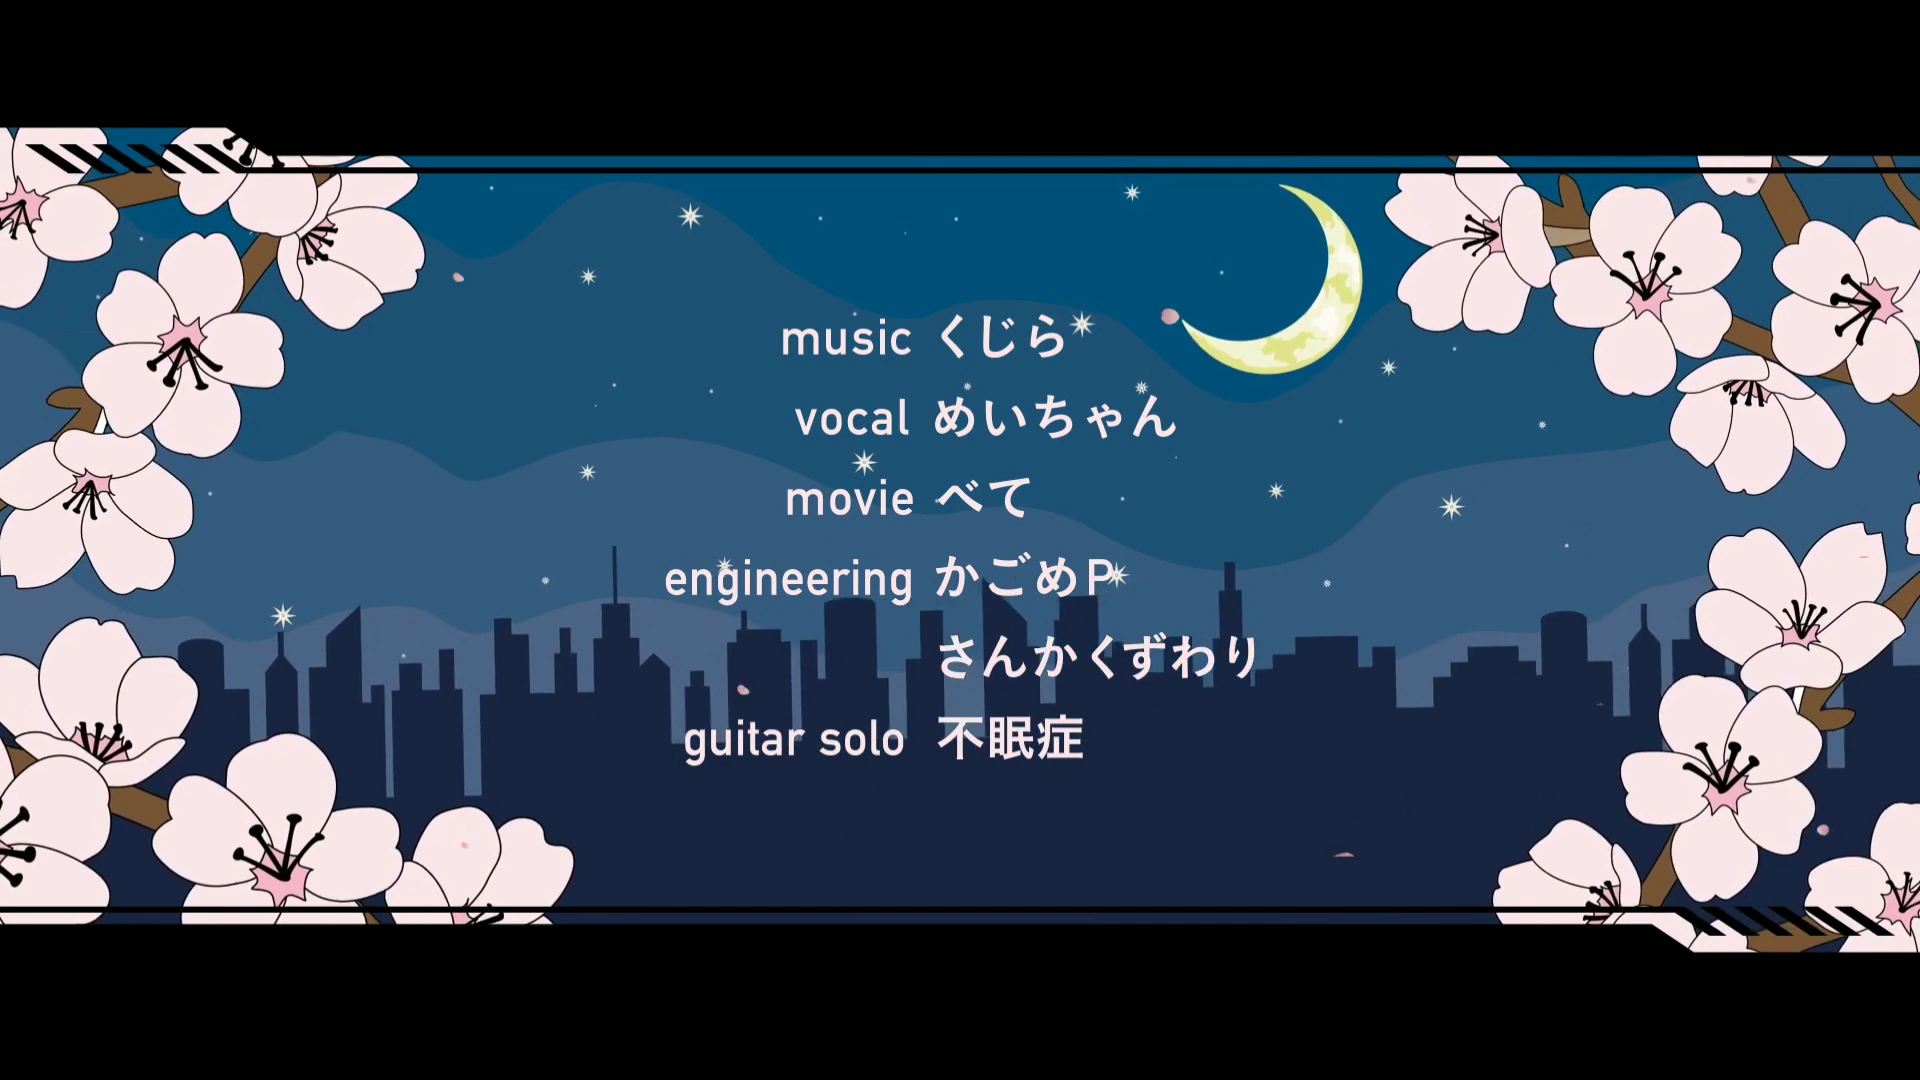 music くじら
vocal めいちゃん
movie べて
engineering かごめP
さんかくずわり
guitar solo 不眠症